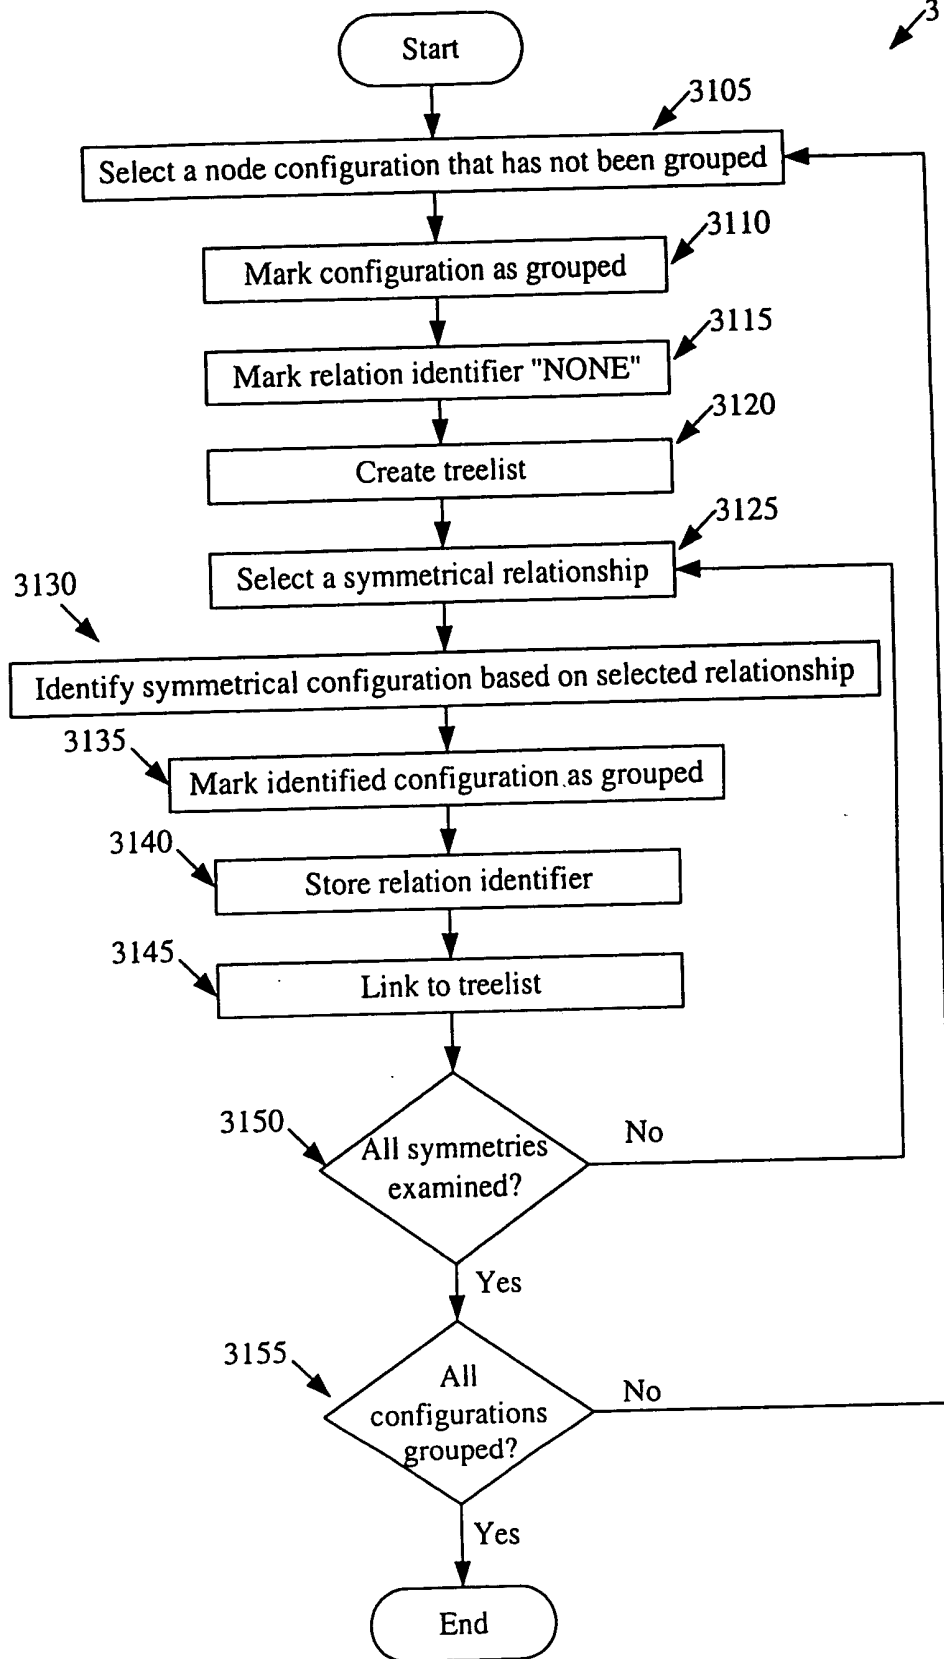 3
Start
3105
Select a node configuration that has not been grouped
3110
Mark configuration as grouped
3115
Mark relation identifier "NONE"
3120
Create treelist
3125
Select a symmetrical relationship
3130
Identify symmetrical configuration based on selected relationship
3135
Mark identified configuration as grouped
3140
Store relation identifier
3145
Link to treelist
3150
All symmetries
examined?
No
Yes
3155
All
configurations
grouped?
No
Yes
End